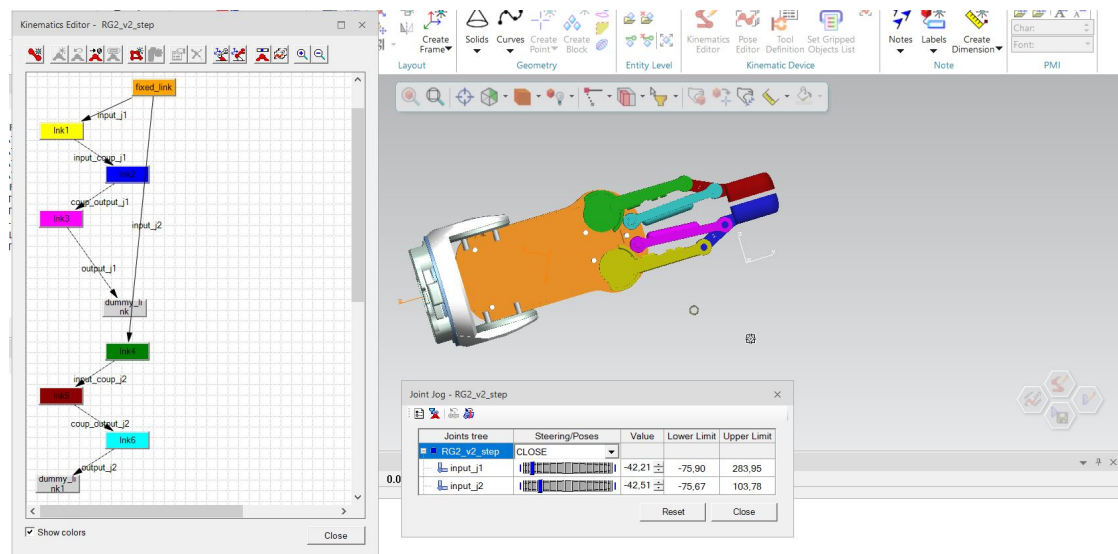 Kinematics Editor - RG2_v2_step
fixed_link
input_j1
lnk1
input_coup_j1
lnk2
coup_output_j1
lnk3
input_j2
output_j1
dummy_li
nk
lnk4
input_coup_j2
lnk5
coup_output_j2
lnk6
output_j2
dummy_li
nk1
Show colors
Close
Create
Frame
Solids
Curves
Create
Point
Create
Block
Kinematics
Editor
Pose
Editor
Tool
Definition
Set Gripped
Objects List
Notes
Labels
Create
Dimension
Char:
Font:
Layout
Geometry
Entity Level
Kinematic Device
Note
PMI
0.0
Joint Jog - RG2_v2_step
Joints tree Steering/Poses Value Lower Limit Upper Limit
RG2_v2_step CLOSE
input_j1 -42,21 -75,90 283,95
input_j2 -42,51 -75,67 103,78
Reset Close